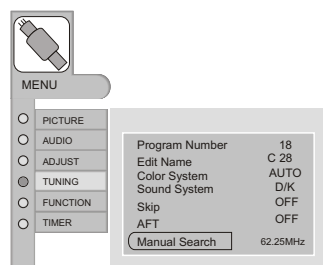 MENU
PICTURE
AUDIO
ADJUST
TUNING
FUNCTION
TIMER
Program Number 18
Edit Name C 28
Color System AUTO
Sound System D/K
Skip OFF
AFT OFF
Manual Search 62.25MHz